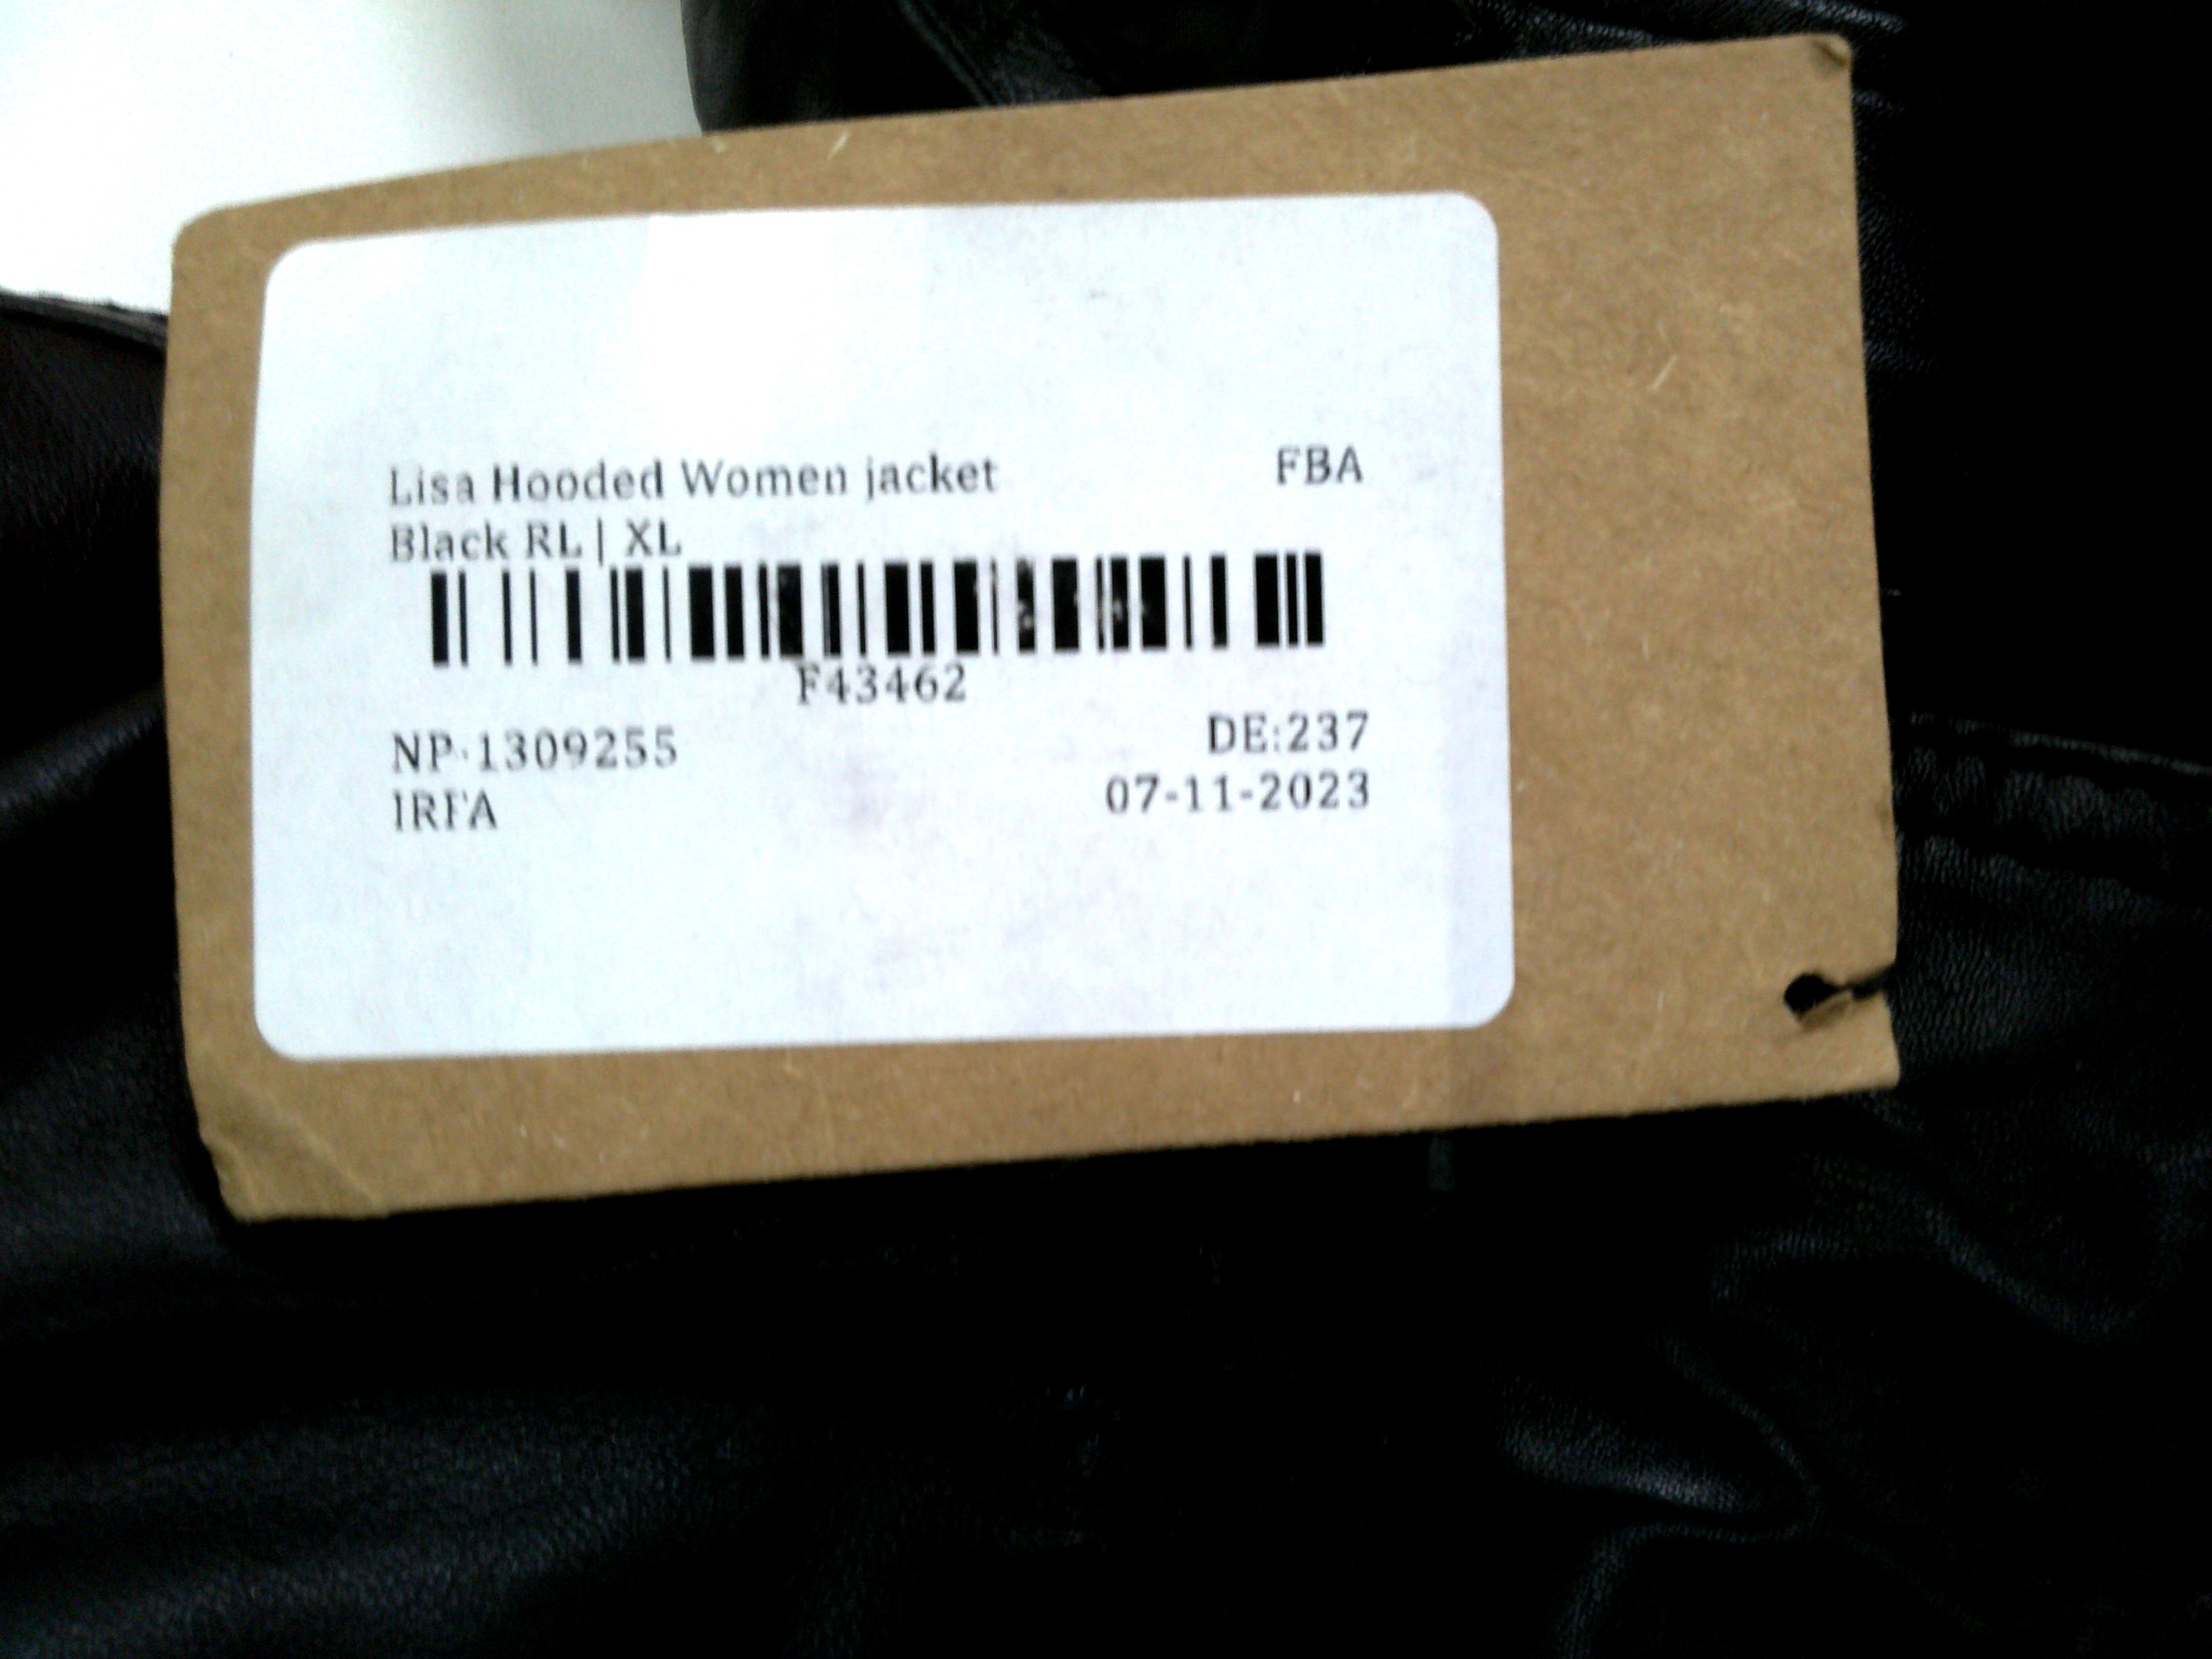 Lisa Hooded Women jacket FBA
Black RL | XL
F43462
NP-1309255 DE:237
IRFA 07-11-2023